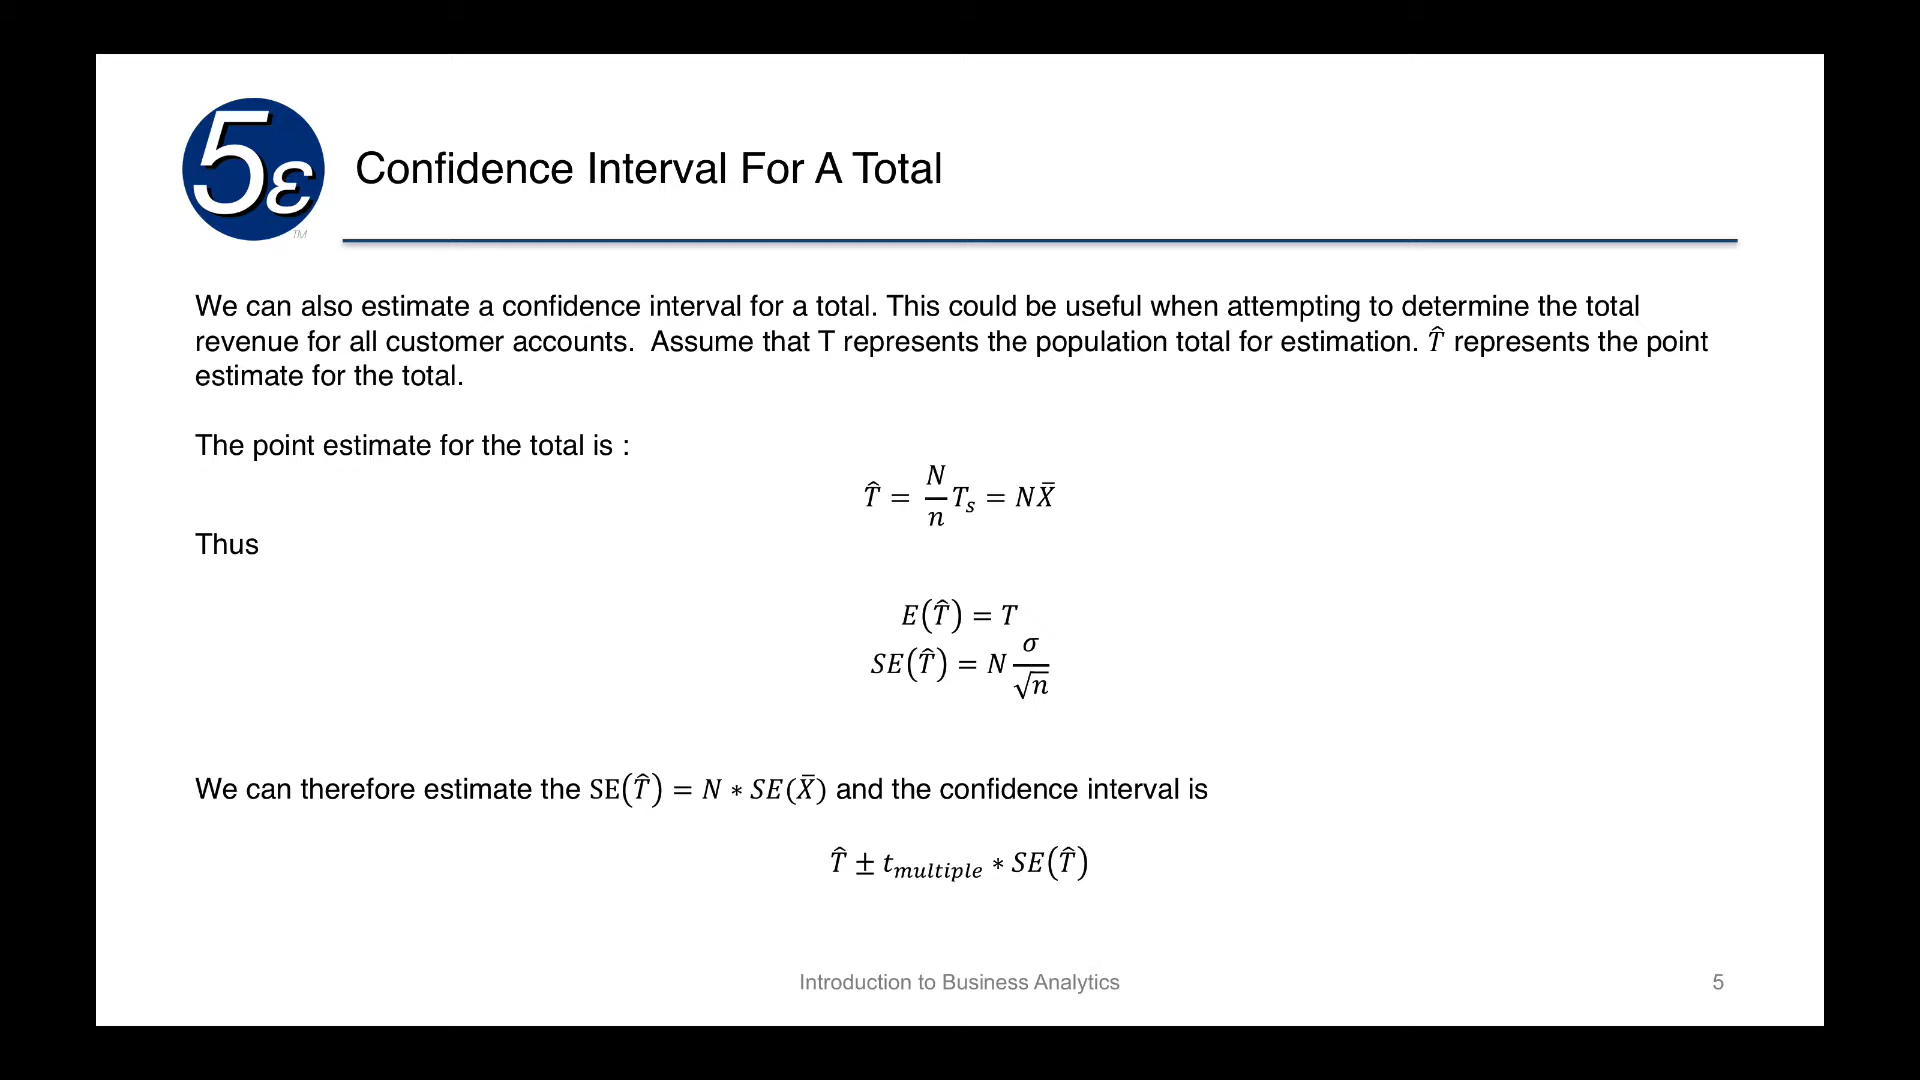 5ε
TM
Confidence Interval For A Total
We can also estimate a confidence interval for a total. This could be useful when attempting to determine the total
revenue for all customer accounts.  Assume that T represents the population total for estimation. T̂ represents the point
estimate for the total.
The point estimate for the total is :
T̂ = N/n Tₛ = NX̄
Thus
E(T̂) = T
SE(T̂) = N σ/√n
We can therefore estimate the SE(T̂) = N ∗ SE(X̄) and the confidence interval is
T̂ ± t_multiple ∗ SE(T̂)
Introduction to Business Analytics
5